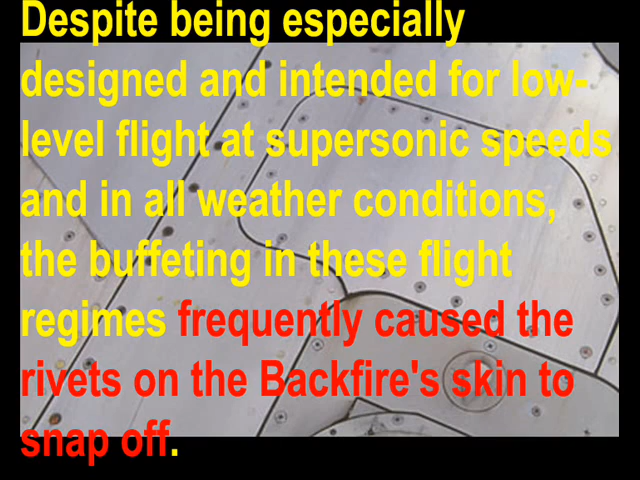 Despite being especially
designed and intended for low-
level flight at supersonic speeds
and in all weather conditions,
the buffeting in these flight
regimes frequently caused the
rivets on the Backfire's skin to
snap off.